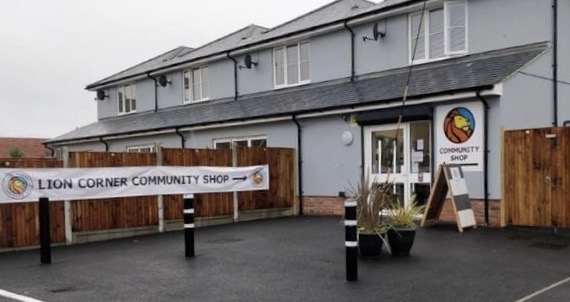 LION CORNER COMMUNITY SHOP →
COMMUNITY
SHOP